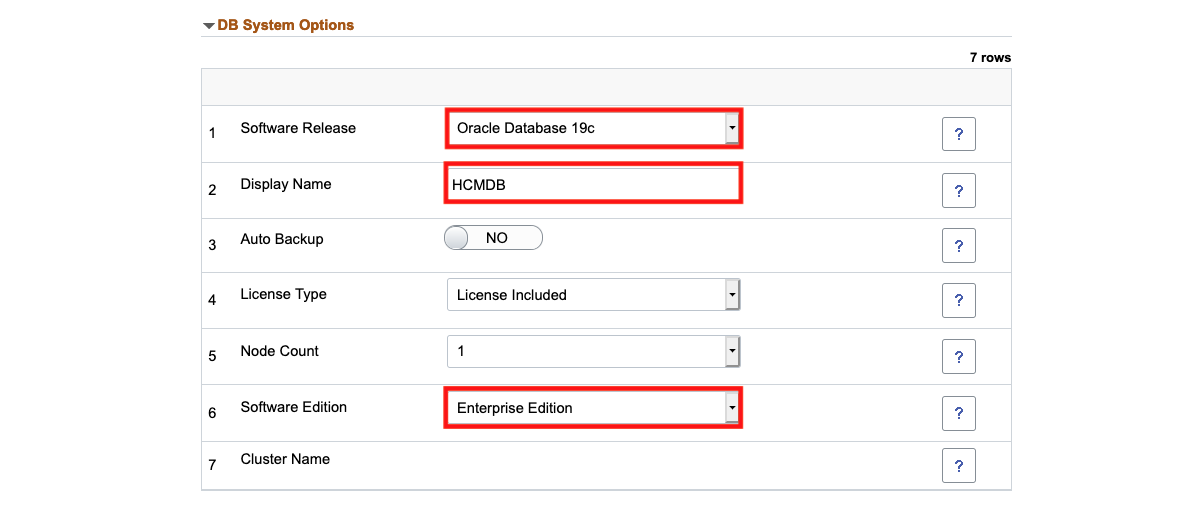 DB System Options
7 rows
1 Software Release Oracle Database 19c ?
2 Display Name HCMDB ?
3 Auto Backup NO ?
4 License Type License Included ?
5 Node Count 1 ?
6 Software Edition Enterprise Edition ?
7 Cluster Name ?